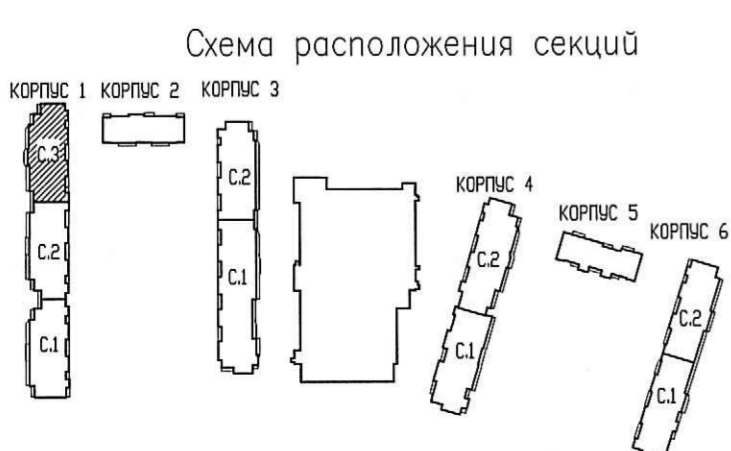 Схема расположения секций
КОРПУС 1 КОРПУС 2 КОРПУС 3
С.3
С.2
С.1
С.2
С.1
КОРПУС 4
С.2
С.1
КОРПУС 5
КОРПУС 6
С.2
С.1